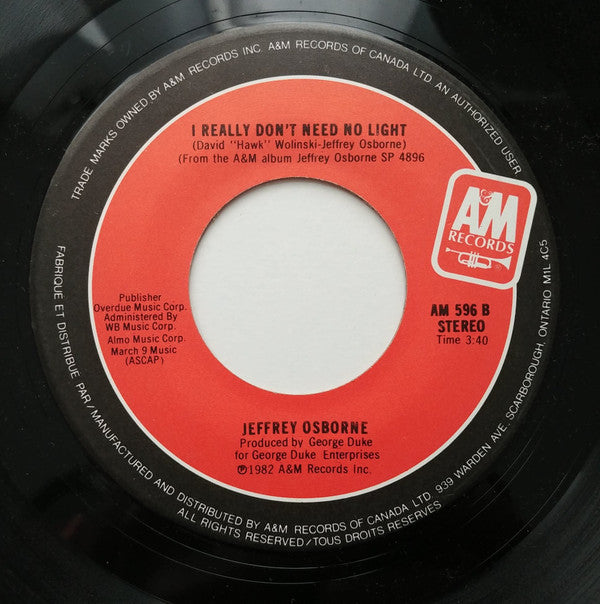 TRADE MARKS OWNED BY A&M RECORDS INC. A&M RECORDS OF CANADA LTD. AN AUTHORIZED USER
I REALLY DON'T NEED NO LIGHT
(David "Hawk" Wolinski-Jeffrey Osborne)
(From the A&M album Jeffrey Osborne SP 4896
A&M
RECORDS
Publisher
Overdue Music Corp.
Administered By
WB Music Corp.
Almo Music Corp.
March 9 Music
(ASCAP)
AM 596 B
STEREO
Time 3:40
JEFFREY OSBORNE
Produced by George Duke
for George Duke Enterprises
℗1982 A&M Records Inc.
FABRIQUE ET DISTRIBUE PAR/MANUFACTURED AND DISTRIBUTED BY A&M RECORDS OF CANADA LTD. 939 WARDEN AVE. SCARBOROUGH, ONTARIO M1L 4C5
ALL RIGHTS RESERVED/TOUS DROITS RESERVES